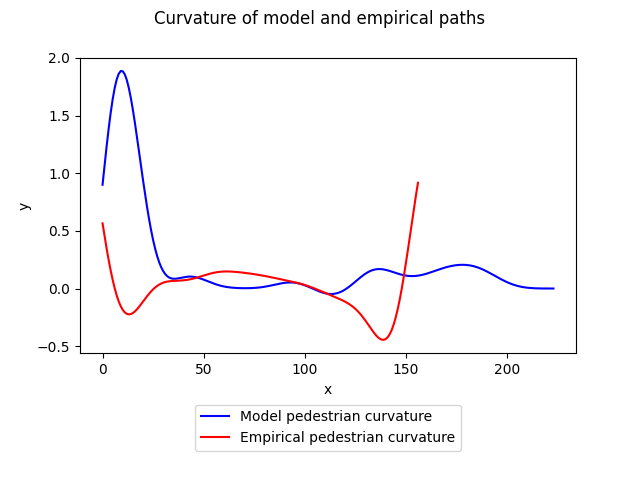 Curvature of model and empirical paths
2.0
1.5
1.0
0.5
0.0
−0.5
y
0 50 100 150 200
x
Model pedestrian curvature
Empirical pedestrian curvature